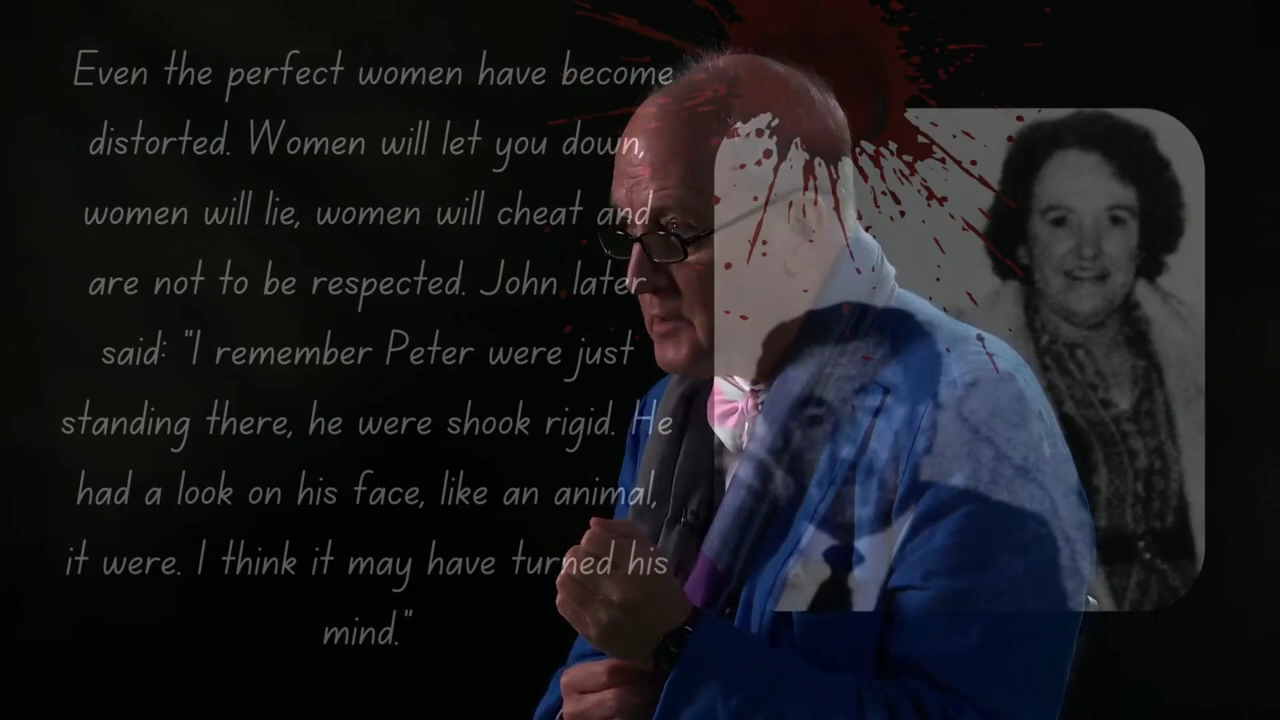 Even the perfect women have become
distorted. Women will let you down,
women will lie, women will cheat and
are not to be respected. John later
said: "I remember Peter were just
standing there, he were shook rigid. He
had a look on his face, like an animal,
it were. I think it may have turned his
mind."